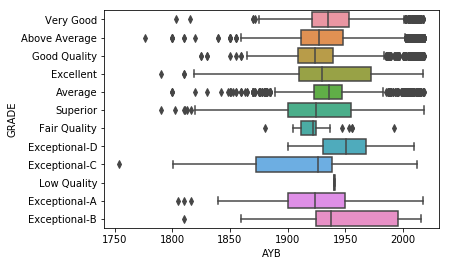 Very Good
Above Average
Good Quality
Excellent
Average
Superior
Fair Quality
Exceptional-D
Exceptional-C
Low Quality
Exceptional-A
Exceptional-B
GRADE
1750 1800 1850 1900 1950 2000
AYB